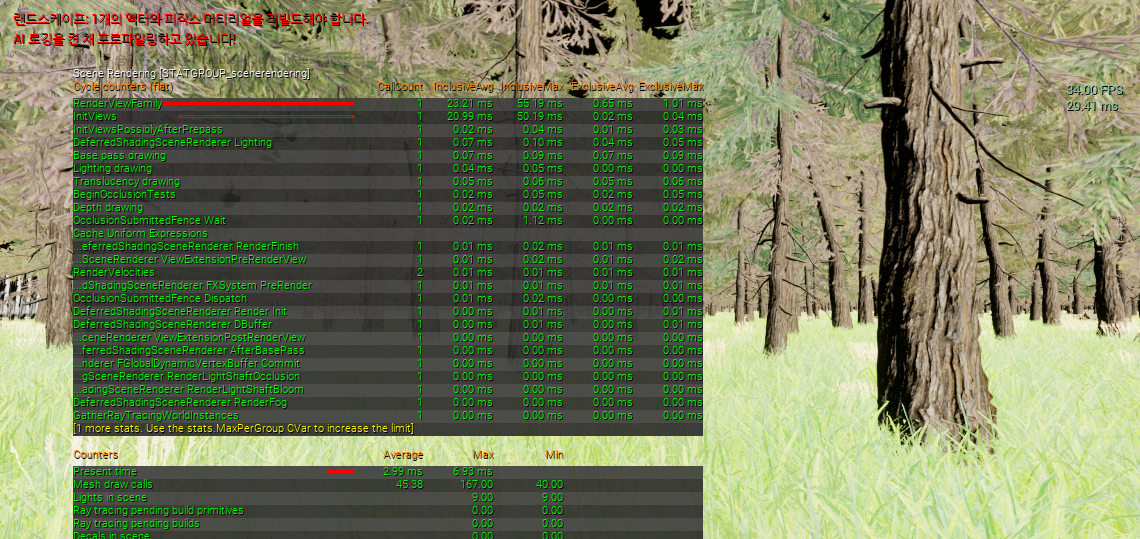 랜드스케이프: 1개의 액터와 피직스 머티리얼을 리빌드해야 합니다.
AI 로깅을 켠 채 프로파일링하고 있습니다!
Scene Rendering [STATGROUP_scenerendering]
Cycle counters (flat) CallCount InclusiveAvg InclusiveMax ExclusiveAvg ExclusiveMax
34.00 FPS
29.41 ms
RenderViewFamily 1 23.21 ms 55.19 ms 0.65 ms 1.01 ms
InitViews 1 20.99 ms 50.19 ms 0.02 ms 0.04 ms
InitViewsPossiblyAfterPrepass 1 0.02 ms 0.04 ms 0.01 ms 0.03 ms
DeferredShadingSceneRenderer Lighting 1 0.07 ms 0.10 ms 0.04 ms 0.05 ms
Base pass drawing 1 0.07 ms 0.09 ms 0.07 ms 0.09 ms
Lighting drawing 1 0.04 ms 0.05 ms 0.00 ms 0.00 ms
Translucency drawing 1 0.05 ms 0.06 ms 0.05 ms 0.06 ms
BeginOcclusionTests 1 0.02 ms 0.05 ms 0.02 ms 0.05 ms
Depth drawing 1 0.02 ms 0.02 ms 0.02 ms 0.02 ms
OcclusionSubmittedFence Wait 1 0.02 ms 1.12 ms 0.00 ms 0.00 ms
Cache Uniform Expressions
...eferredShadingSceneRenderer RenderFinish 1 0.01 ms 0.02 ms 0.01 ms 0.01 ms
...SceneRenderer ViewExtensionPreRenderView 1 0.01 ms 0.02 ms 0.01 ms 0.02 ms
RenderVelocities 2 0.01 ms 0.01 ms 0.01 ms 0.01 ms
...dShadingSceneRenderer FXSystem PreRender 1 0.01 ms 0.01 ms 0.01 ms 0.01 ms
OcclusionSubmittedFence Dispatch 1 0.01 ms 0.02 ms 0.00 ms 0.00 ms
DeferredShadingSceneRenderer Render Init 1 0.00 ms 0.01 ms 0.00 ms 0.01 ms
DeferredShadingSceneRenderer DBuffer 1 0.00 ms 0.01 ms 0.00 ms 0.01 ms
...ceneRenderer ViewExtensionPostRenderView 1 0.00 ms 0.00 ms 0.00 ms 0.00 ms
...ferredShadingSceneRenderer AfterBasePass 1 0.00 ms 0.00 ms 0.00 ms 0.00 ms
...nderer FGlobalDynamicVertexBuffer Commit 1 0.00 ms 0.00 ms 0.00 ms 0.00 ms
...gSceneRenderer RenderLightShaftOcclusion 1 0.00 ms 0.00 ms 0.00 ms 0.00 ms
...adingSceneRenderer RenderLightShaftBloom 1 0.00 ms 0.00 ms 0.00 ms 0.00 ms
DeferredShadingSceneRenderer RenderFog 1 0.00 ms 0.00 ms 0.00 ms 0.00 ms
GatherRayTracingWorldInstances 1 0.00 ms 0.00 ms 0.00 ms 0.00 ms
[1 more stats. Use the stats.MaxPerGroup CVar to increase the limit]
Counters Average Max Min
Present time 2.99 ms 6.93 ms
Mesh draw calls 45.38 167.00 40.00
Lights in scene 9.00 9.00
Ray tracing pending build primitives 0.00 0.00
Ray tracing pending builds 0.00 0.00
Decals in scene 0.00 0.00